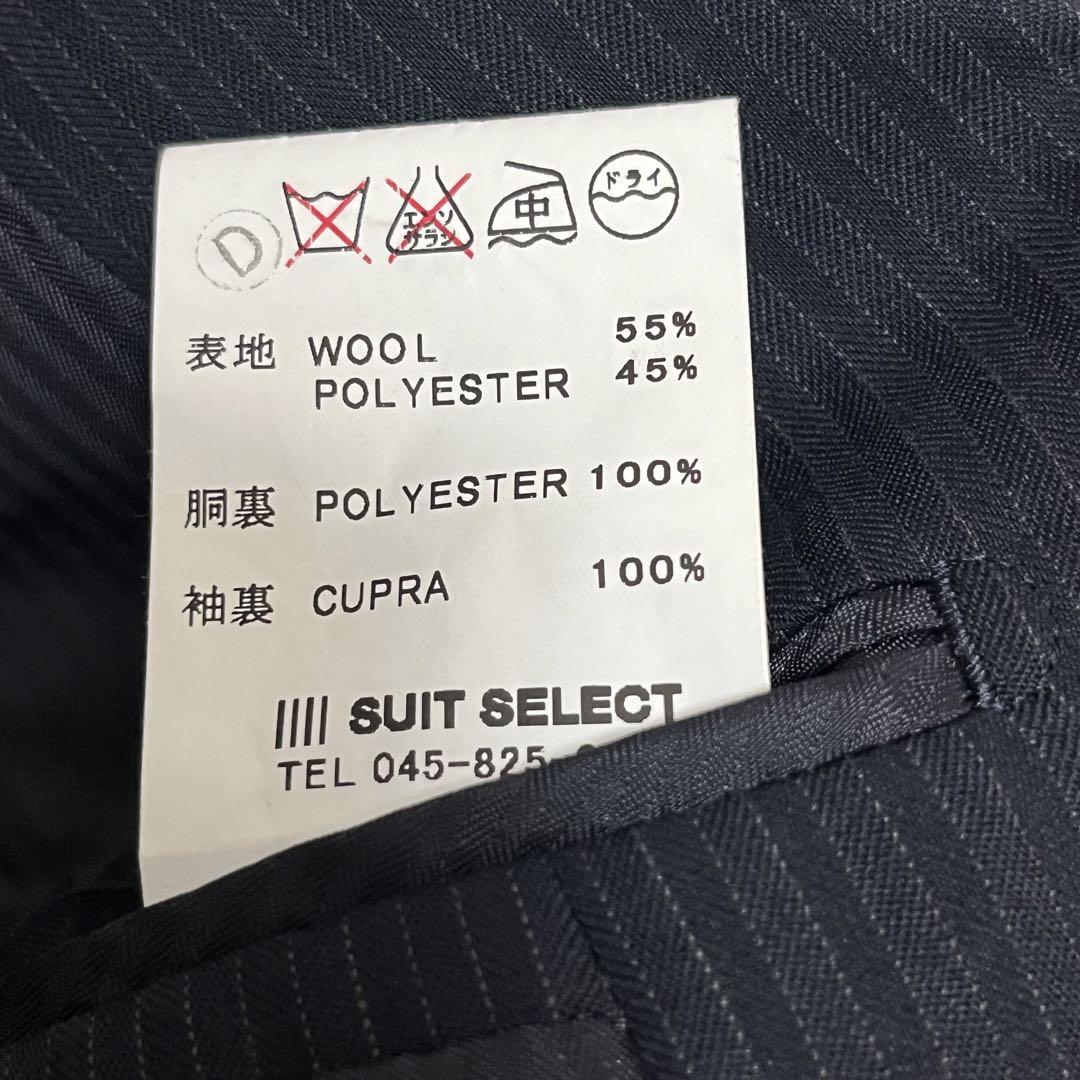 D
エンソ
サラシ
中
ドライ
表地 WOOL 55%
POLYESTER 45%
胴裏 POLYESTER 100%
袖裏 CUPRA 100%
SUIT SELECT
TEL 045-825-